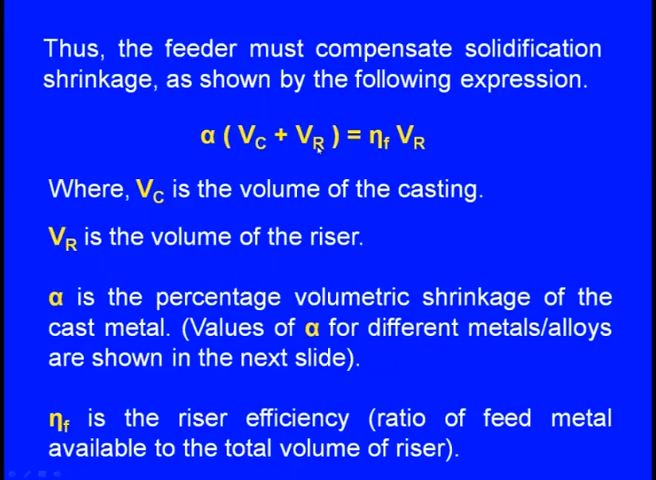 Thus, the feeder must compensate solidification
shrinkage, as shown by the following expression.
α ( VC + VR ) = ηf VR
Where, VC is the volume of the casting.
VR is the volume of the riser.
α is the percentage volumetric shrinkage of the
cast metal. (Values of α for different metals/alloys
are shown in the next slide).
ηf is the riser efficiency (ratio of feed metal
available to the total volume of riser).